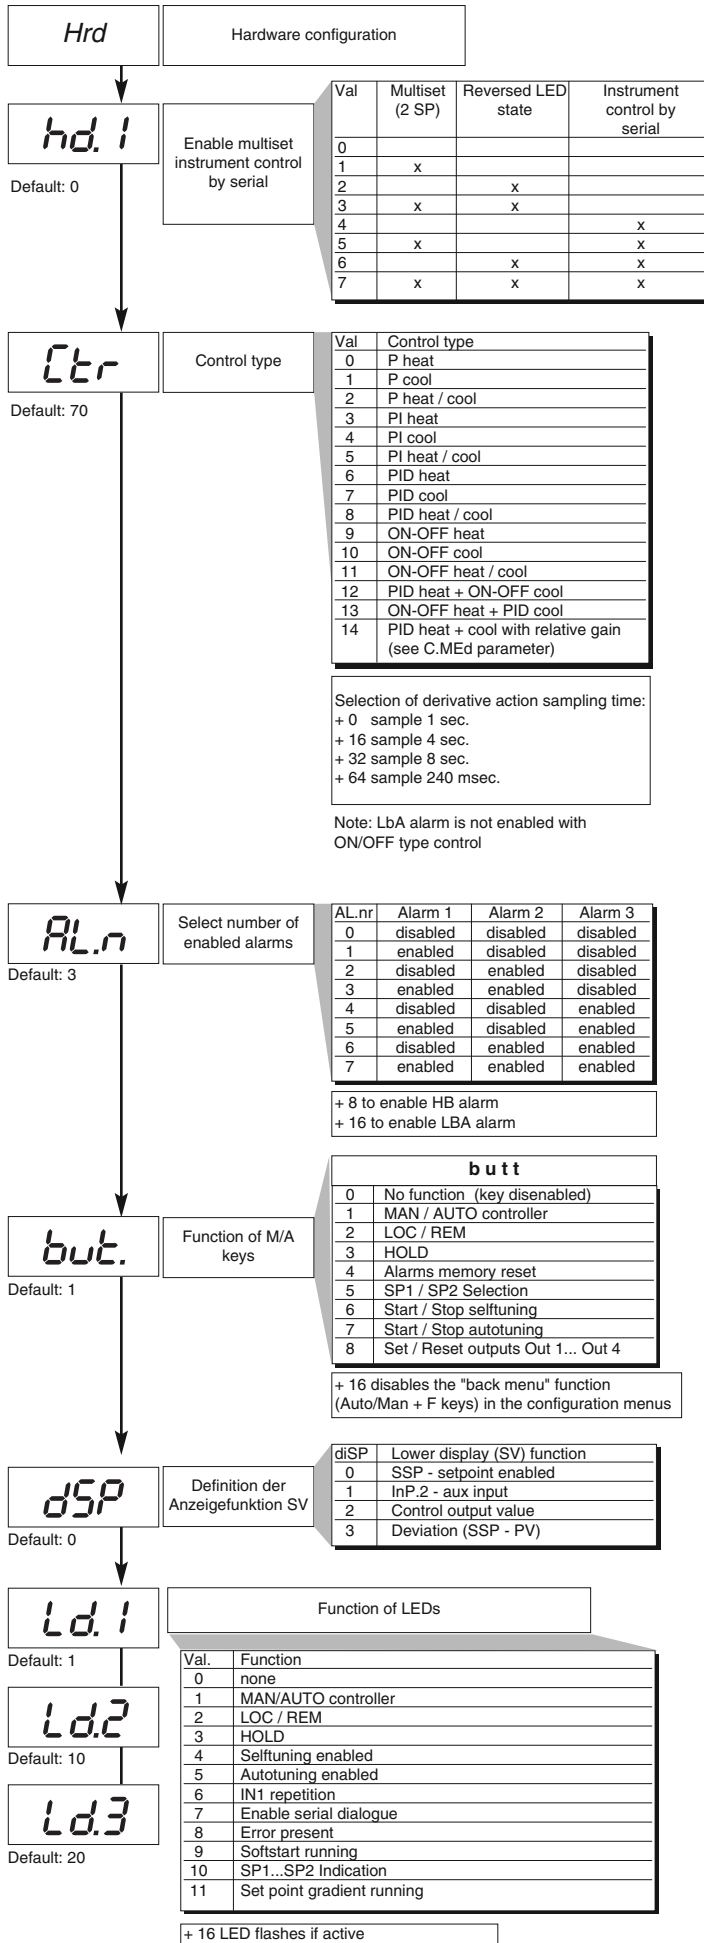 Hrd
Hardware configuration
hd. 1
Default: 0
Enable multiset
instrument control
by serial
Val Multiset (2 SP) Reversed LED state Instrument control by serial
0
1 x
2 x
3 x x
4 x
5 x x
6 x x
7 x x x
Ctr
Default: 70
Control type
Val Control type
0 P heat
1 P cool
2 P heat / cool
3 PI heat
4 PI cool
5 PI heat / cool
6 PID heat
7 PID cool
8 PID heat / cool
9 ON-OFF heat
10 ON-OFF cool
11 ON-OFF heat / cool
12 PID heat + ON-OFF cool
13 ON-OFF heat + PID cool
14 PID heat + cool with relative gain
(see C.MEd parameter)
Selection of derivative action sampling time:
+ 0 sample 1 sec.
+ 16 sample 4 sec.
+ 32 sample 8 sec.
+ 64 sample 240 msec.
Note: LbA alarm is not enabled with
ON/OFF type control
AL.n
Default: 3
Select number of
enabled alarms
AL.nr Alarm 1 Alarm 2 Alarm 3
0 disabled disabled disabled
1 enabled disabled disabled
2 disabled enabled disabled
3 enabled enabled disabled
4 disabled disabled enabled
5 enabled disabled enabled
6 disabled enabled enabled
7 enabled enabled enabled
+ 8 to enable HB alarm
+ 16 to enable LBA alarm
but.
Default: 1
Function of M/A
keys
b u t t
0 No function (key disenabled)
1 MAN / AUTO controller
2 LOC / REM
3 HOLD
4 Alarms memory reset
5 SP1 / SP2 Selection
6 Start / Stop selftuning
7 Start / Stop autotuning
8 Set / Reset outputs Out 1... Out 4
+ 16 disables the "back menu" function
(Auto/Man + F keys) in the configuration menus
dSP
Default: 0
Definition der
Anzeigefunktion SV
diSP Lower display (SV) function
0 SSP - setpoint enabled
1 InP.2 - aux input
2 Control output value
3 Deviation (SSP - PV)
Ld. 1
Default: 1
Ld.2
Default: 10
Ld.3
Default: 20
Function of LEDs
Val. Function
0 none
1 MAN/AUTO controller
2 LOC / REM
3 HOLD
4 Selftuning enabled
5 Autotuning enabled
6 IN1 repetition
7 Enable serial dialogue
8 Error present
9 Softstart running
10 SP1...SP2 Indication
11 Set point gradient running
+ 16 LED flashes if active